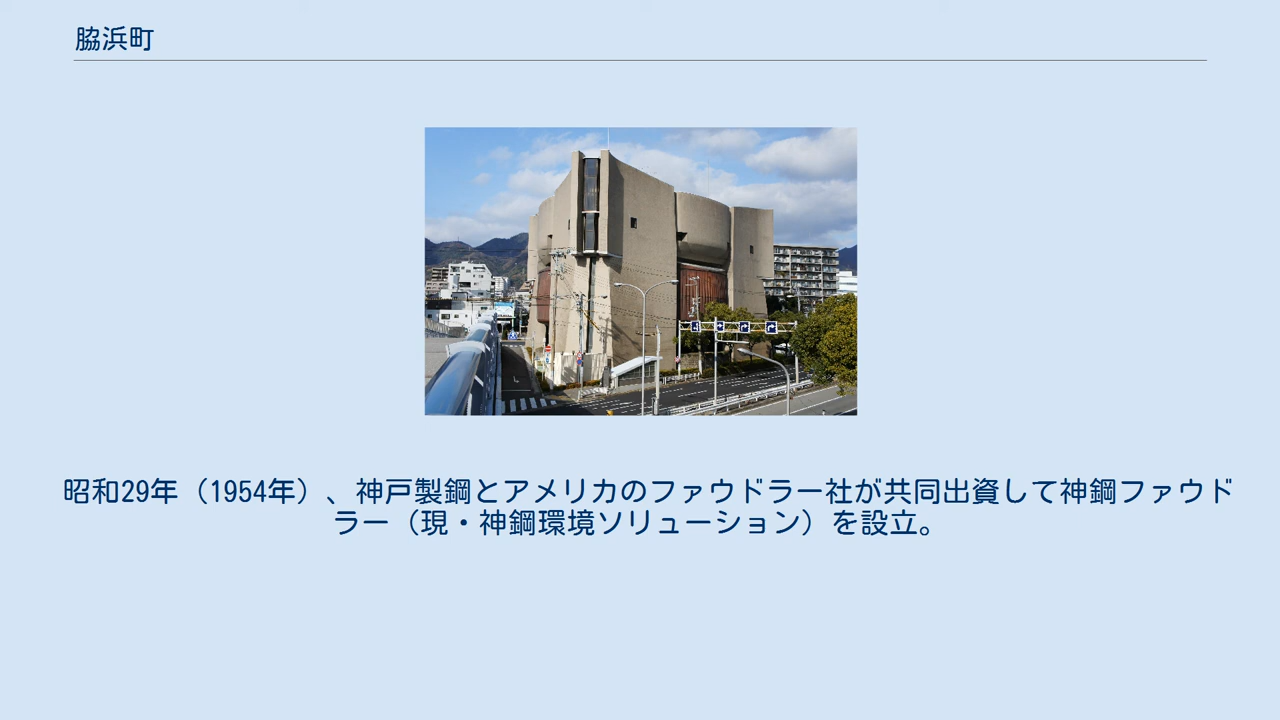 脇浜町
昭和29年（1954年）、神戸製鋼とアメリカのファウドラー社が共同出資して神鋼ファウド
ラー（現・神鋼環境ソリューション）を設立。